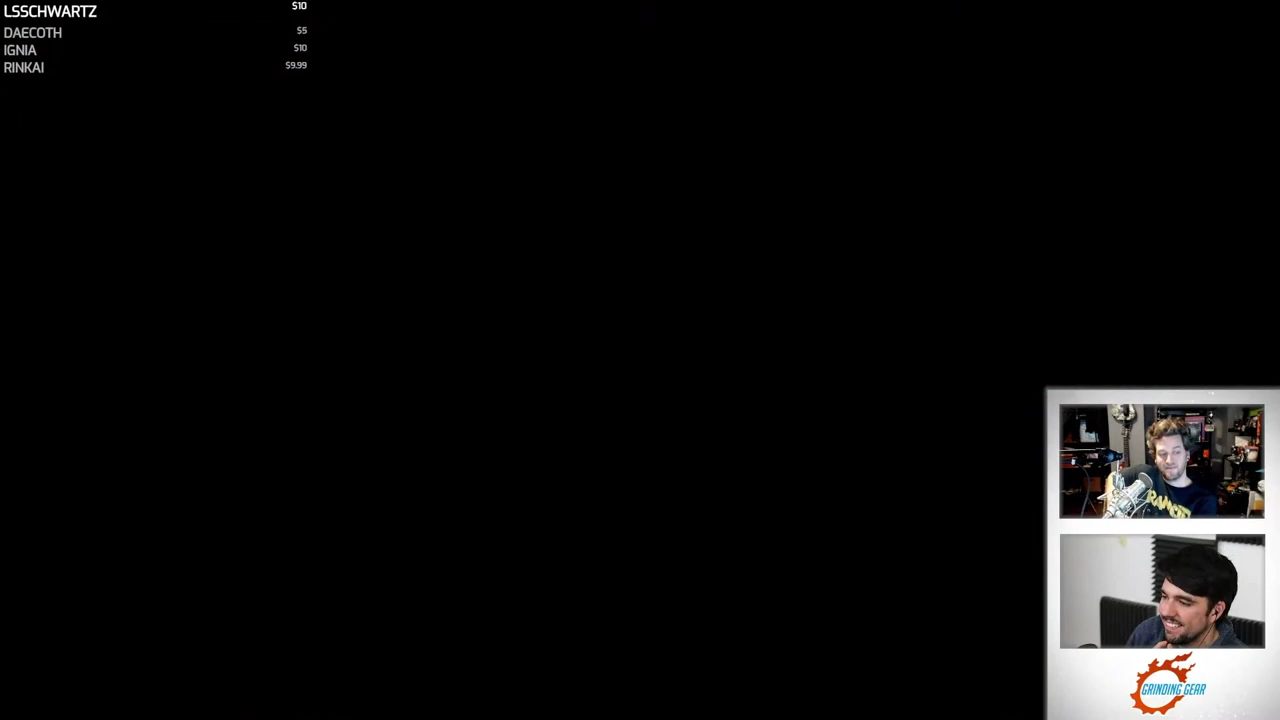 LSSCHWARTZ $10
DAECOTH $5
IGNIA $10
RINKAI $9.99
GRINDING GEAR